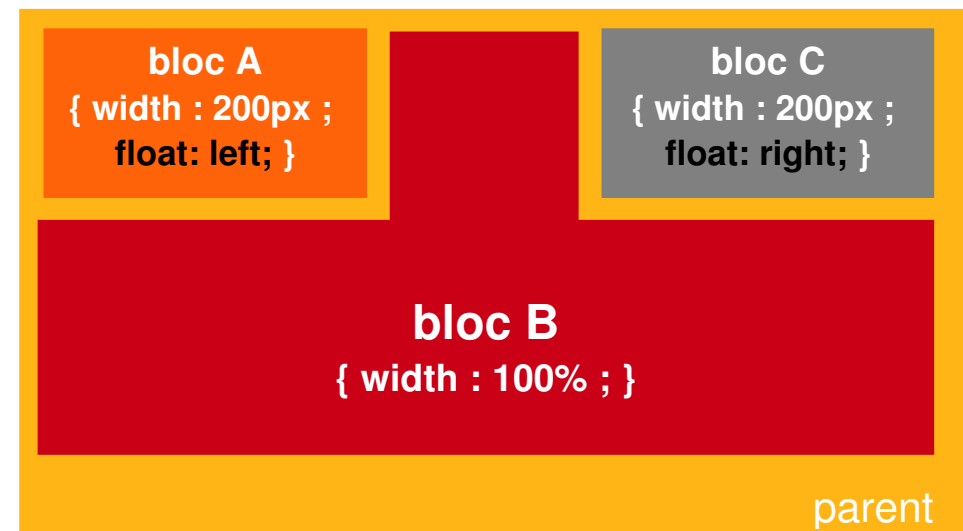 bloc A
{ width : 200px ;
float: left; }
bloc C
{ width : 200px ;
float: right; }
bloc B
{ width : 100% ; }
parent